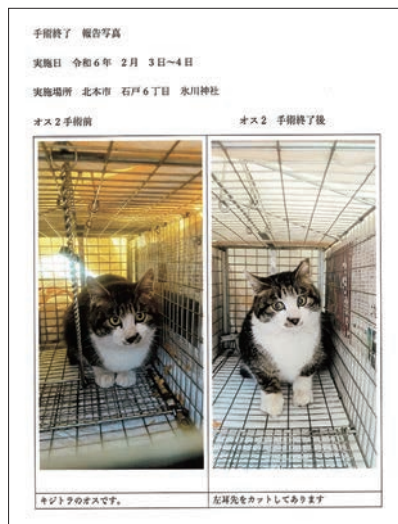 手術終了　報告写真
実施日　令和６年　２月　３日～４日
実施場所　北本市　石戸６丁目　氷川神社
オス２手術前
オス２　手術終了後
キジトラのオスです。
左耳先をカットしてあります